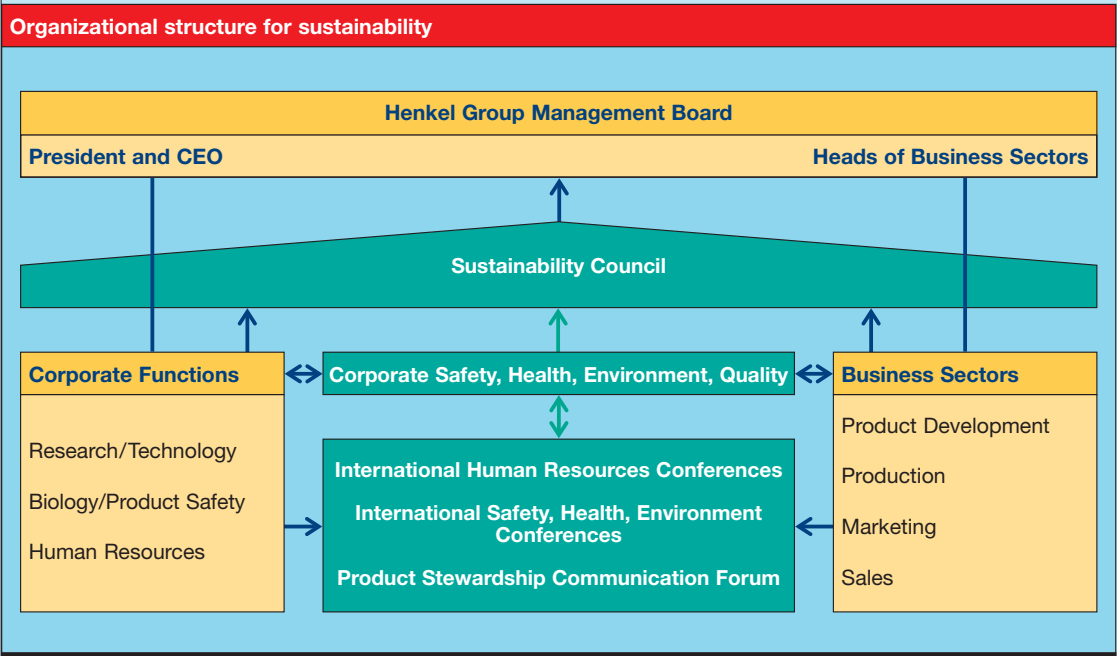 Organizational structure for sustainability
Henkel Group Management Board
President and CEO
Heads of Business Sectors
Sustainability Council
Corporate Functions
Research/Technology
Biology/Product Safety
Human Resources
Corporate Safety, Health, Environment, Quality
International Human Resources Conferences
International Safety, Health, Environment
Conferences
Product Stewardship Communication Forum
Business Sectors
Product Development
Production
Marketing
Sales